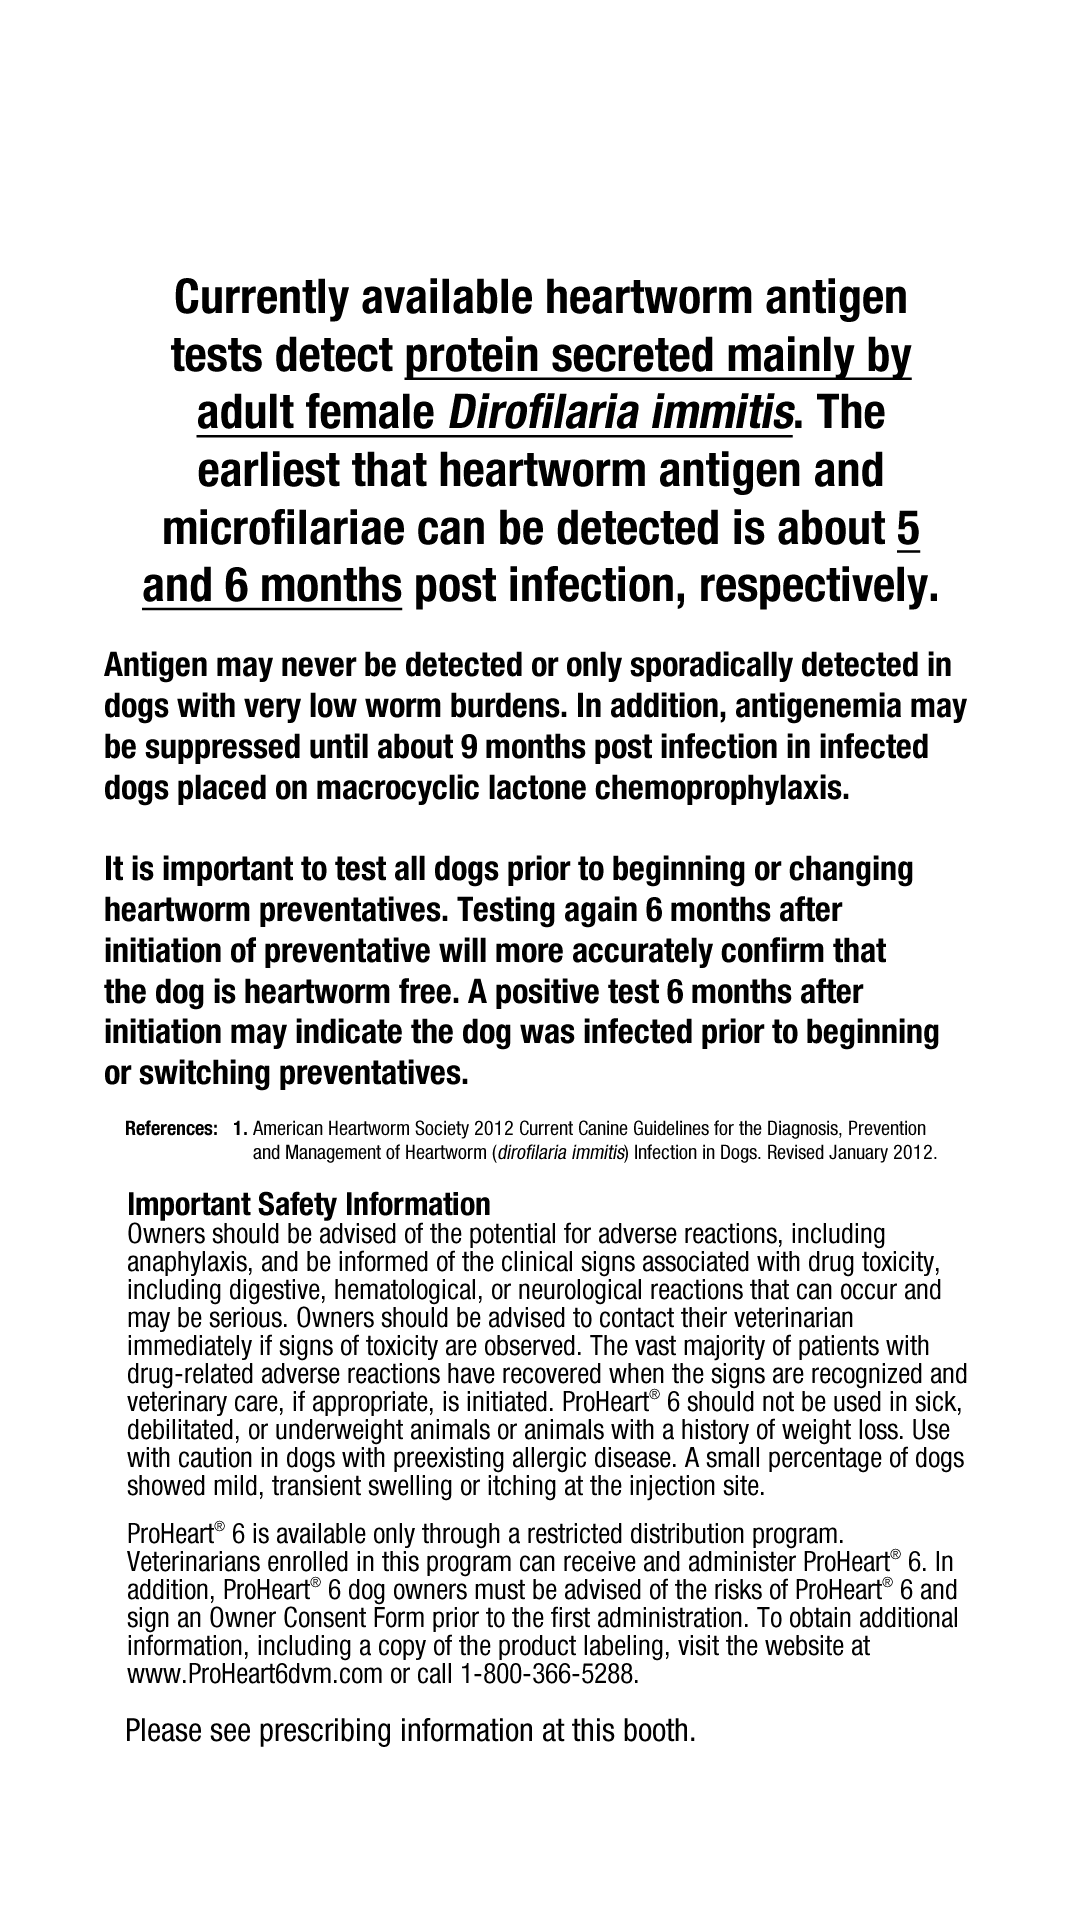 Currently available heartworm antigen
tests detect protein secreted mainly by
adult female Dirofilaria immitis. The
earliest that heartworm antigen and
microfilariae can be detected is about 5
and 6 months post infection, respectively.
Antigen may never be detected or only sporadically detected in
dogs with very low worm burdens. In addition, antigenemia may
be suppressed until about 9 months post infection in infected
dogs placed on macrocyclic lactone chemoprophylaxis.
It is important to test all dogs prior to beginning or changing
heartworm preventatives. Testing again 6 months after
initiation of preventative will more accurately confirm that
the dog is heartworm free. A positive test 6 months after
initiation may indicate the dog was infected prior to beginning
or switching preventatives.
References: 1. American Heartworm Society 2012 Current Canine Guidelines for the Diagnosis, Prevention
and Management of Heartworm (dirofilaria immitis) Infection in Dogs. Revised January 2012.
Important Safety Information
Owners should be advised of the potential for adverse reactions, including
anaphylaxis, and be informed of the clinical signs associated with drug toxicity,
including digestive, hematological, or neurological reactions that can occur and
may be serious. Owners should be advised to contact their veterinarian
immediately if signs of toxicity are observed. The vast majority of patients with
drug-related adverse reactions have recovered when the signs are recognized and
veterinary care, if appropriate, is initiated. ProHeart® 6 should not be used in sick,
debilitated, or underweight animals or animals with a history of weight loss. Use
with caution in dogs with preexisting allergic disease. A small percentage of dogs
showed mild, transient swelling or itching at the injection site.
ProHeart® 6 is available only through a restricted distribution program.
Veterinarians enrolled in this program can receive and administer ProHeart® 6. In
addition, ProHeart® 6 dog owners must be advised of the risks of ProHeart® 6 and
sign an Owner Consent Form prior to the first administration. To obtain additional
information, including a copy of the product labeling, visit the website at
www.ProHeart6dvm.com or call 1-800-366-5288.
Please see prescribing information at this booth.